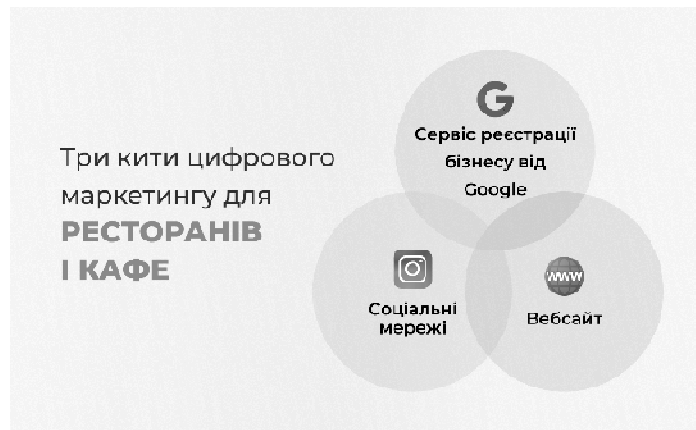 Три кити цифрового
маркетингу для
РЕСТОРАНІВ
І КАФЕ
G
Сервіс реєстрації
бізнесу від
Google
Соціальні
мережі
www
Вебсайт